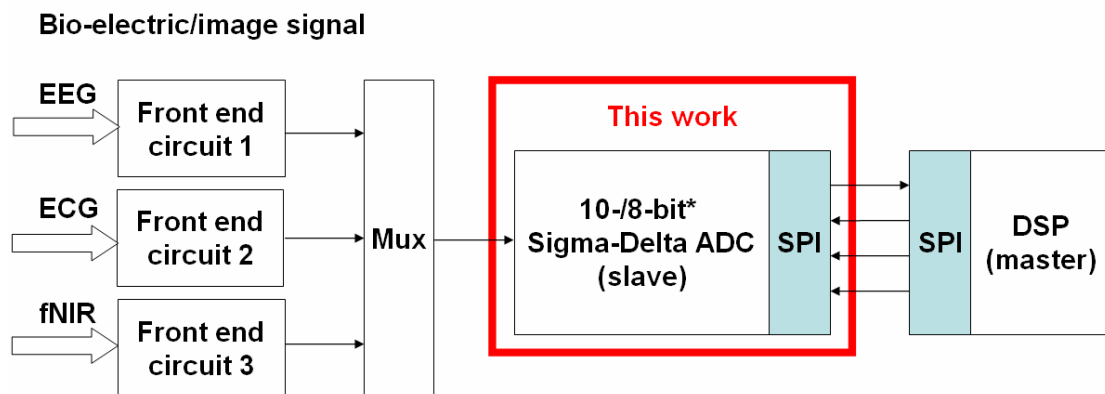 Bio-electric/image signal
EEG
Front end
circuit 1
ECG
Front end
circuit 2
fNIR
Front end
circuit 3
Mux
This work
10-/8-bit*
Sigma-Delta ADC
(slave)
SPI
SPI
DSP
(master)